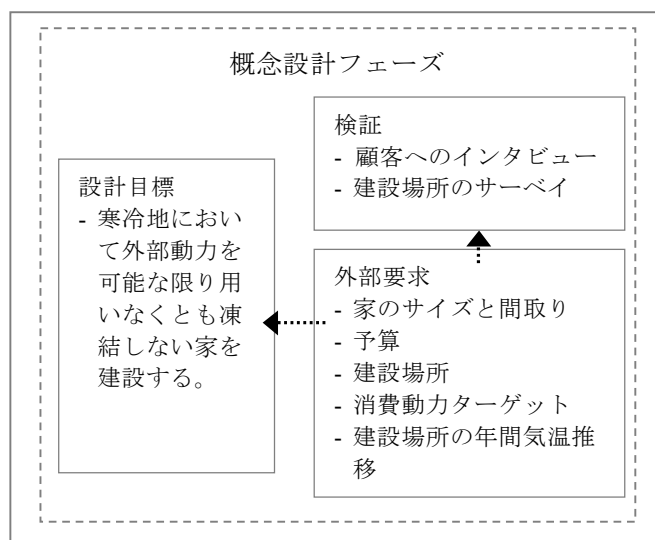 概念設計フェーズ
検証
- 顧客へのインタビュー
- 建設場所のサーベイ
設計目標
- 寒冷地において外部動力を
可能な限り用
いなくとも凍
結しない家を
建設する。
外部要求
- 家のサイズと間取り
- 予算
- 建設場所
- 消費動力ターゲット
- 建設場所の年間気温推
移